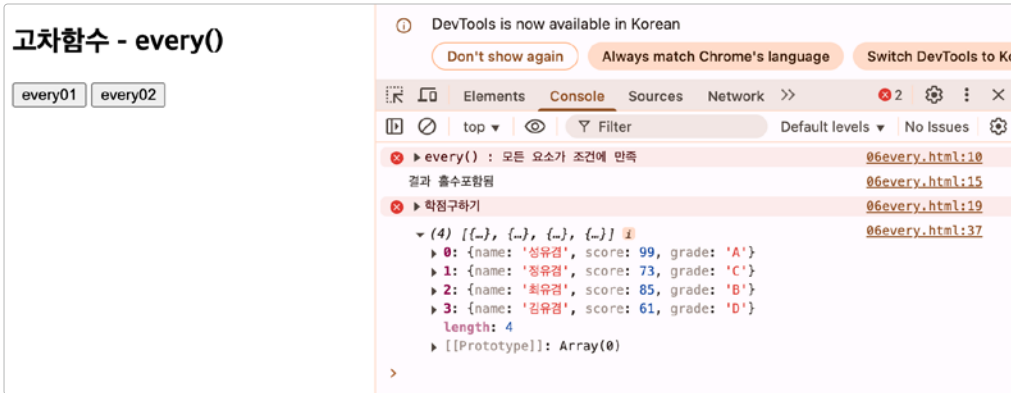 고차함수 - every()
every01 every02
DevTools is now available in Korean
Don't show again Always match Chrome's language Switch DevTools to Ko
Elements Console Sources Network 2
top Filter Default levels No Issues
every() : 모든 요소가 조건에 만족 06every.html:10
결과 홀수포함됨 06every.html:15
학점구하기 06every.html:19
(4) [{…}, {…}, {…}, {…}] i 06every.html:37
0: {name: '성유겸', score: 99, grade: 'A'}
1: {name: '정유겸', score: 73, grade: 'C'}
2: {name: '최유겸', score: 85, grade: 'B'}
3: {name: '김유겸', score: 61, grade: 'D'}
length: 4
[[Prototype]]: Array(0)